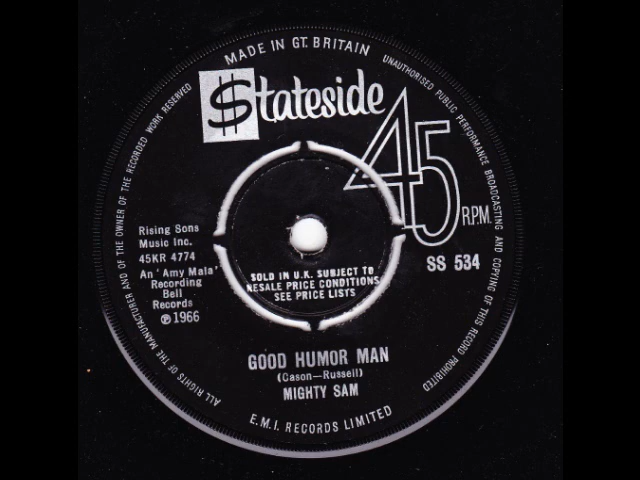 MADE IN GT. BRITAIN
ALL RIGHTS OF THE MANUFACTURER AND OF THE OWNER OF THE RECORDED WORK RESERVED
UNAUTHORISED PUBLIC PERFORMANCE BROADCASTING AND COPYING OF THIS RECORD PROHIBITED
$tateside
45
R.P.M.
Rising Sons
Music Inc.
45KR 4774
An 'Amy Mala'
Recording
Bell
Records
℗ 1966
SS 534
SOLD IN U.K. SUBJECT TO
RESALE PRICE CONDITIONS,
SEE PRICE LISTS
GOOD HUMOR MAN
(Cason—Russell)
MIGHTY SAM
E.M.I. RECORDS LIMITED